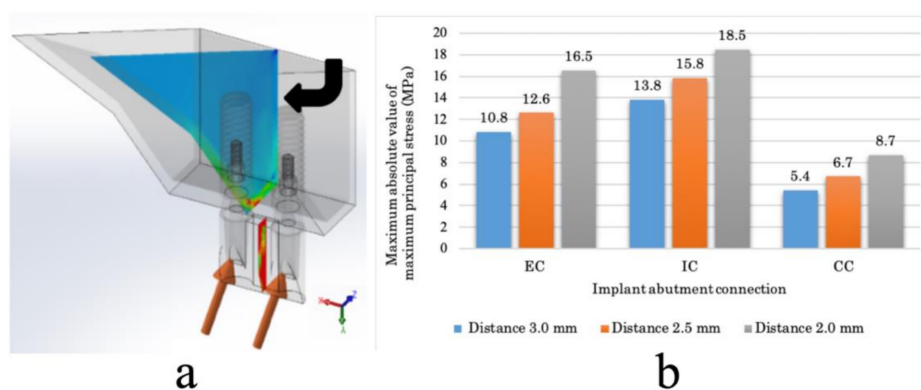 Maximum absolute value of
maximum principal stress (MPa)
20
18
16
14
12
10
8
6
4
2
0
10.8
12.6
16.5
13.8
15.8
18.5
5.4
6.7
8.7
EC
IC
CC
Implant abutment connection
Distance 3.0 mm
Distance 2.5 mm
Distance 2.0 mm
a
b